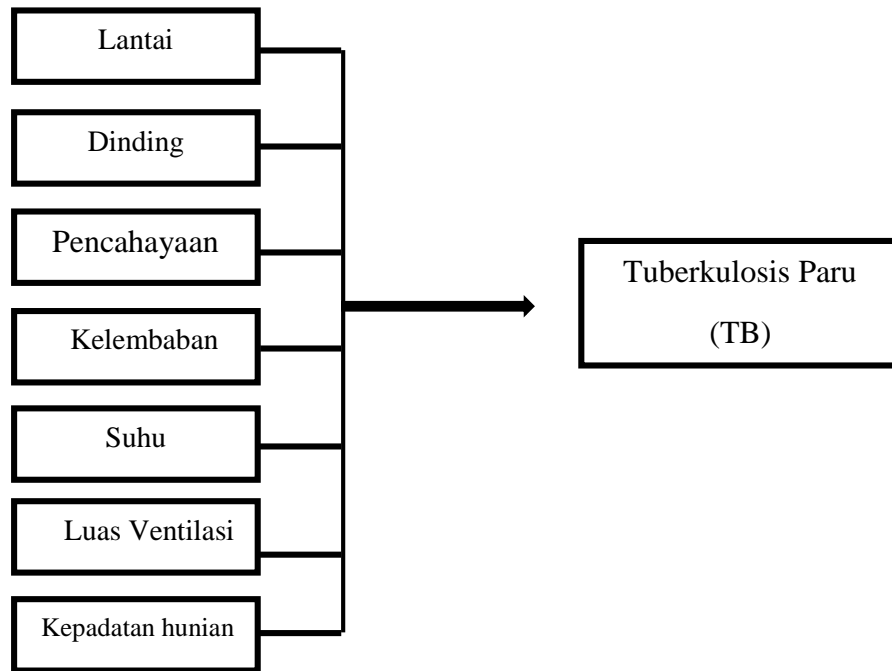 Lantai
Dinding
Pencahayaan
Kelembaban
Suhu
Luas Ventilasi
Kepadatan hunian
Tuberkulosis Paru
(TB)